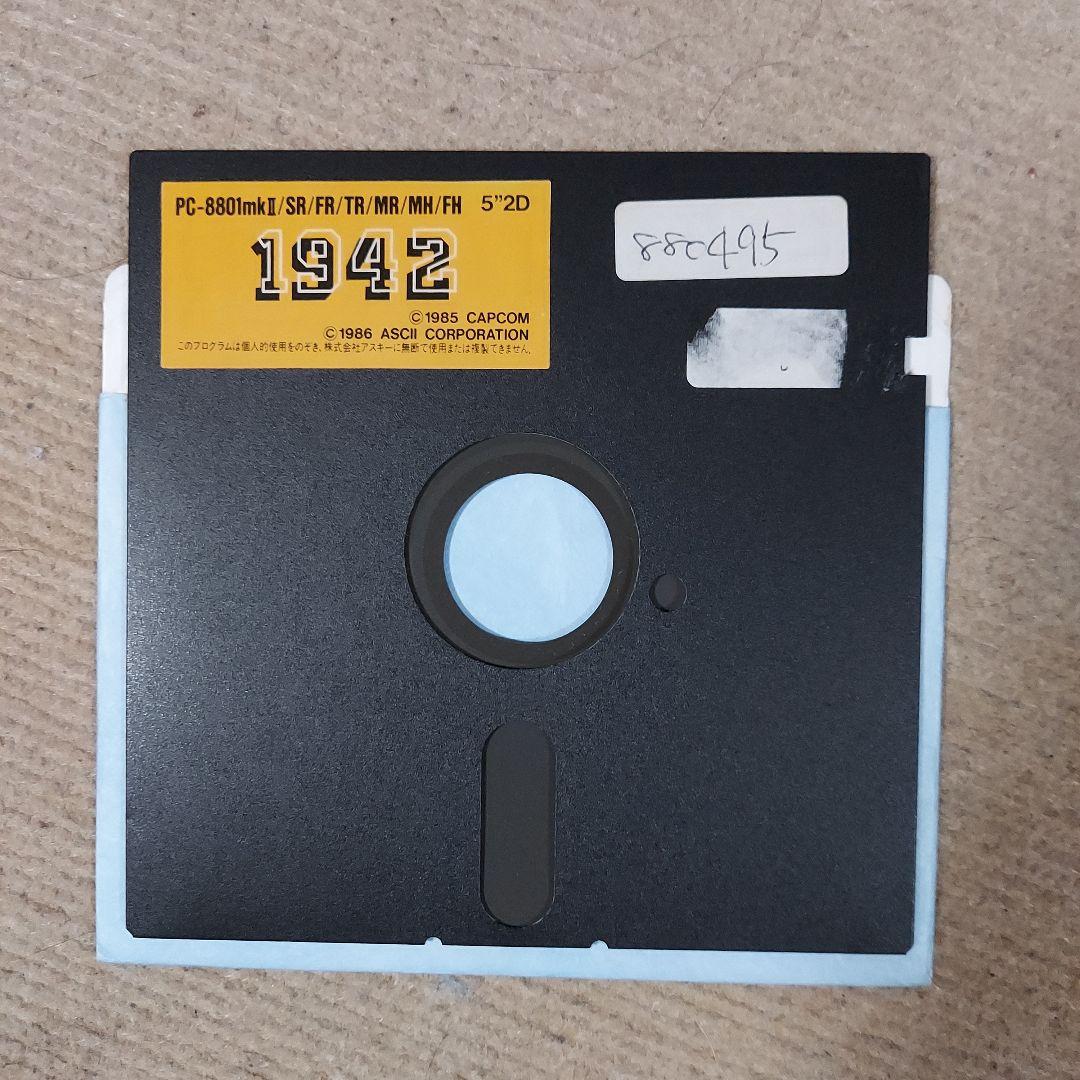 PC-8801mkⅡ/SR/FR/TR/MR/MH/FH 5"2D
1942
©1985 CAPCOM
©1986 ASCII CORPORATION
このプログラムは個人的使用をのぞき、株式会社アスキーに無断で使用または複製できません。
88c495